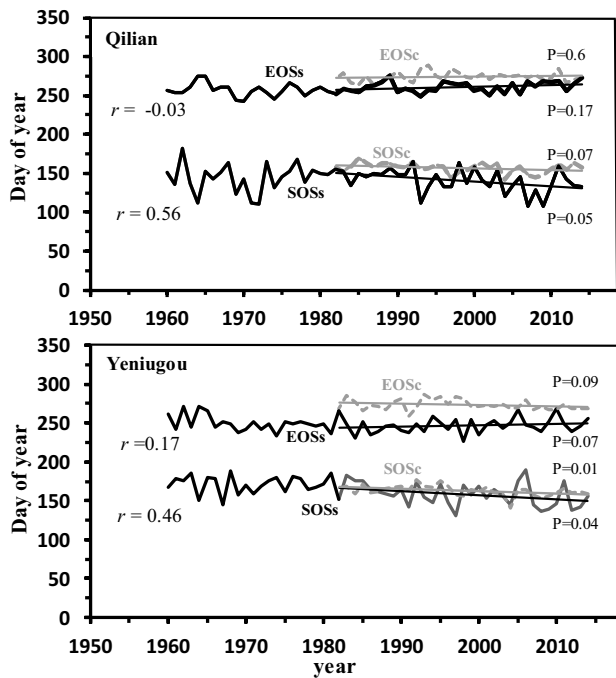 350
Qilian
P=0.6
EOSc
300
EOSs
250
r = -0.03
P=0.17
200
SOSc
P=0.07
150
SOSs
100
r = 0.56
P=0.05
50
0
Day of year
1950 1960 1970 1980 1990 2000 2010
350
Yeniugou
P=0.09
EOSc
300
250
EOSs
r =0.17
P=0.07
200
SOSc
P=0.01
150
r = 0.46
SOSs
P=0.04
100
50
0
Day of year
1950 1960 1970 1980 1990 2000 2010
year